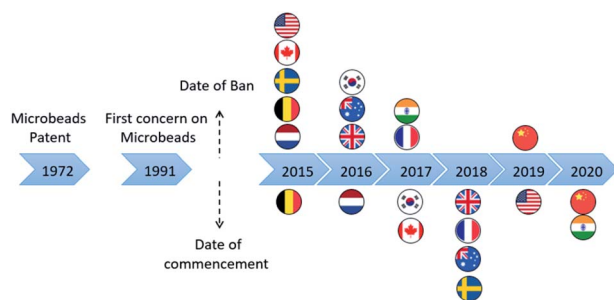 Date of Ban
Microbeads
Patent
First concern on
Microbeads
1972
1991
2015
2016
2017
2018
2019
2020
Date of
commencement